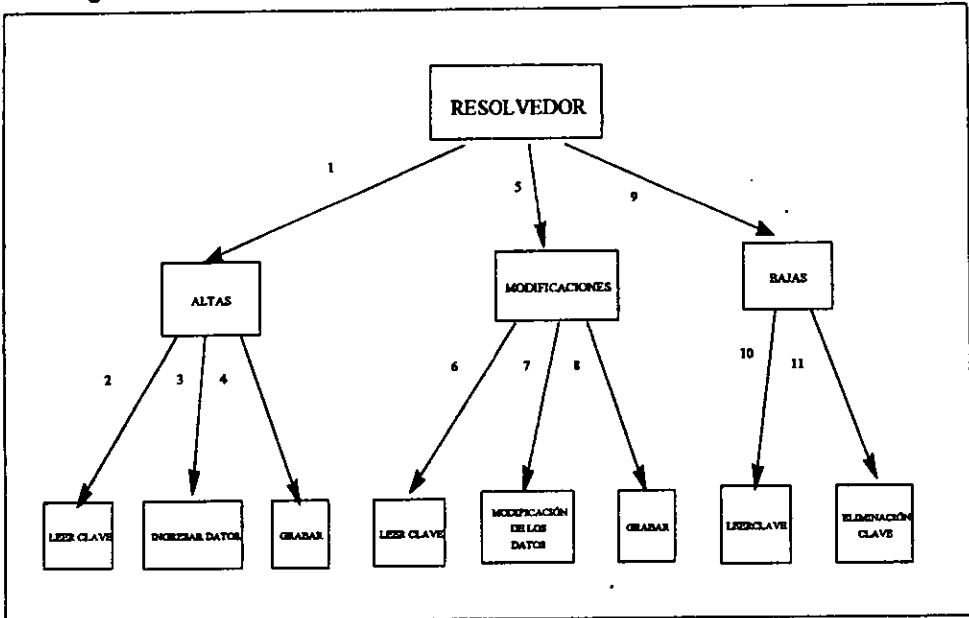 RESOLVEDOR
1
5
9
ALTAS
MODIFICACIONES
BAJAS
2
3
4
6
7
8
10
11
LEER CLAVE
INGRESAR DATOS
GRABAR
LEER CLAVE
MODIFICACIÓN
DE LOS
DATOS
GRABAR
LEERCLAVE
ELIMINACIÓN
CLAVE